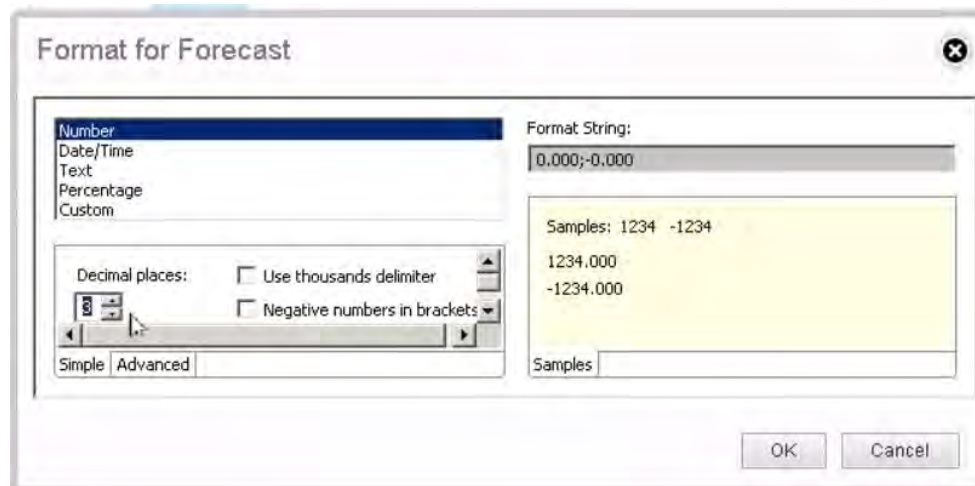 Format for Forecast
Number
Date/Time
Text
Percentage
Custom
Format String:
0.000;-0.000
Samples: 1234 -1234
1234.000
-1234.000
Decimal places:
3
Use thousands delimiter
Negative numbers in brackets
Simple Advanced
Samples
OK Cancel